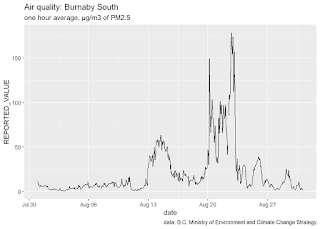 Air quality: Burnaby South
one hour average, µg/m3 of PM2.5
REPORTED_VALUE
150
100
50
0
Jul 30 Aug 06 Aug 13 Aug 20 Aug 27
date
data: B.C. Ministry of Environment and Climate Change Strategy